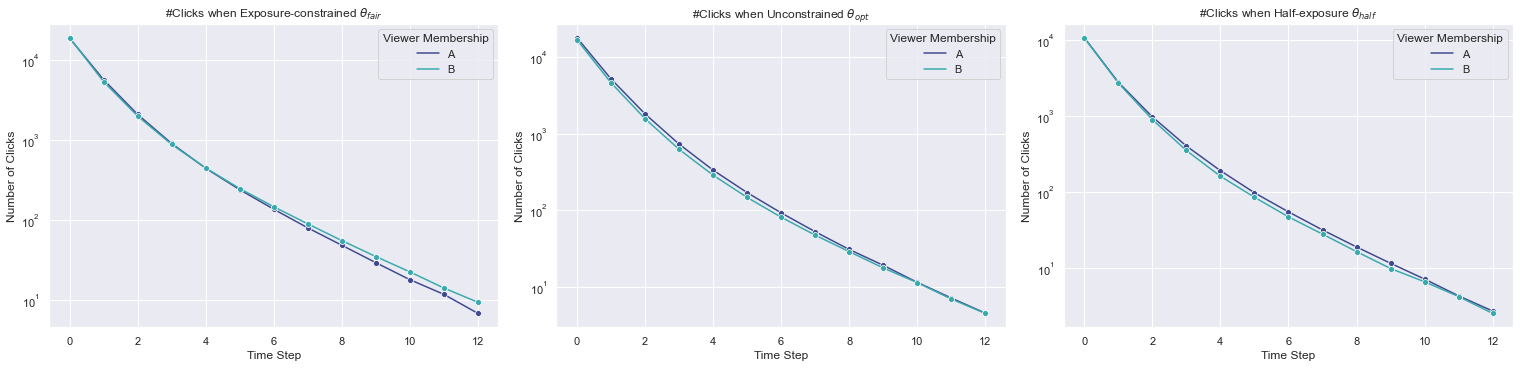 #Clicks when Exposure-constrained θ_fair
Viewer Membership
A
B
Number of Clicks
10^4
10^3
10^2
10^1
0 2 4 6 8 10 12
Time Step
#Clicks when Unconstrained θ_opt
Viewer Membership
A
B
Number of Clicks
10^4
10^3
10^2
10^1
0 2 4 6 8 10 12
Time Step
#Clicks when Half-exposure θ_half
Viewer Membership
A
B
Number of Clicks
10^4
10^3
10^2
10^1
0 2 4 6 8 10 12
Time Step